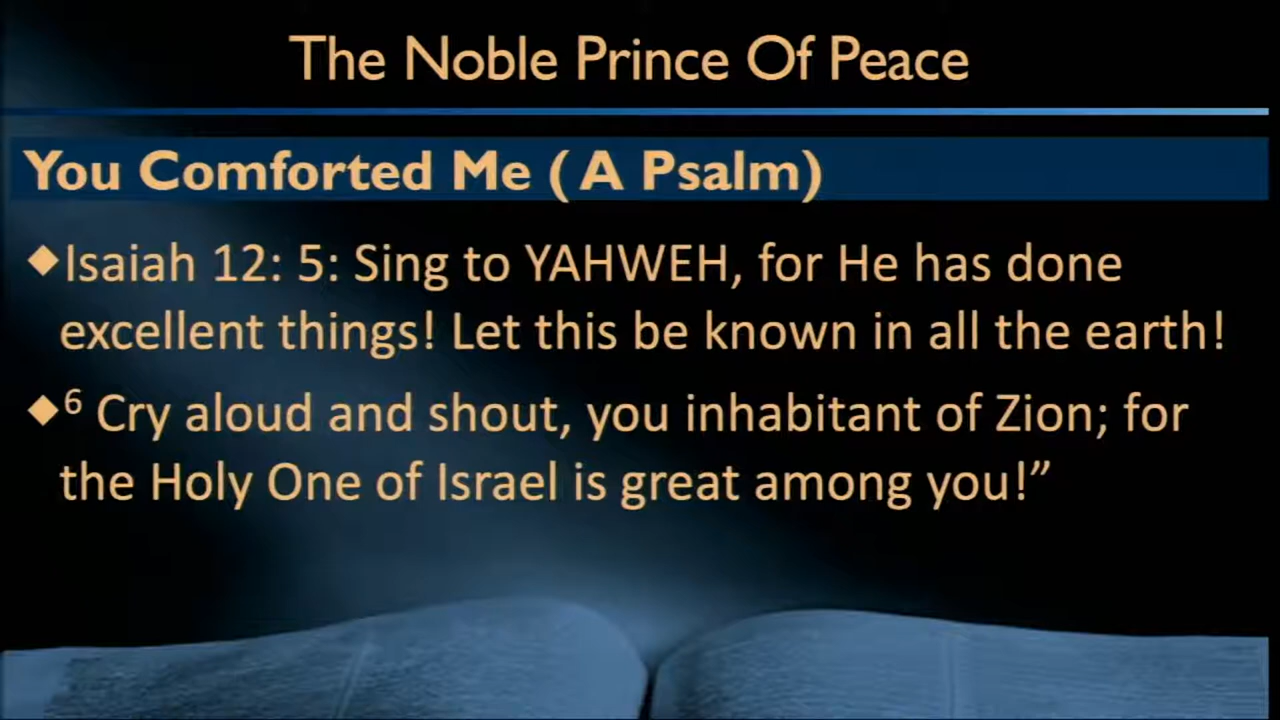 The Noble Prince Of Peace
You Comforted Me ( A Psalm)
◆Isaiah 12: 5: Sing to YAHWEH, for He has done
excellent things! Let this be known in all the earth!
◆⁶ Cry aloud and shout, you inhabitant of Zion; for
the Holy One of Israel is great among you!”